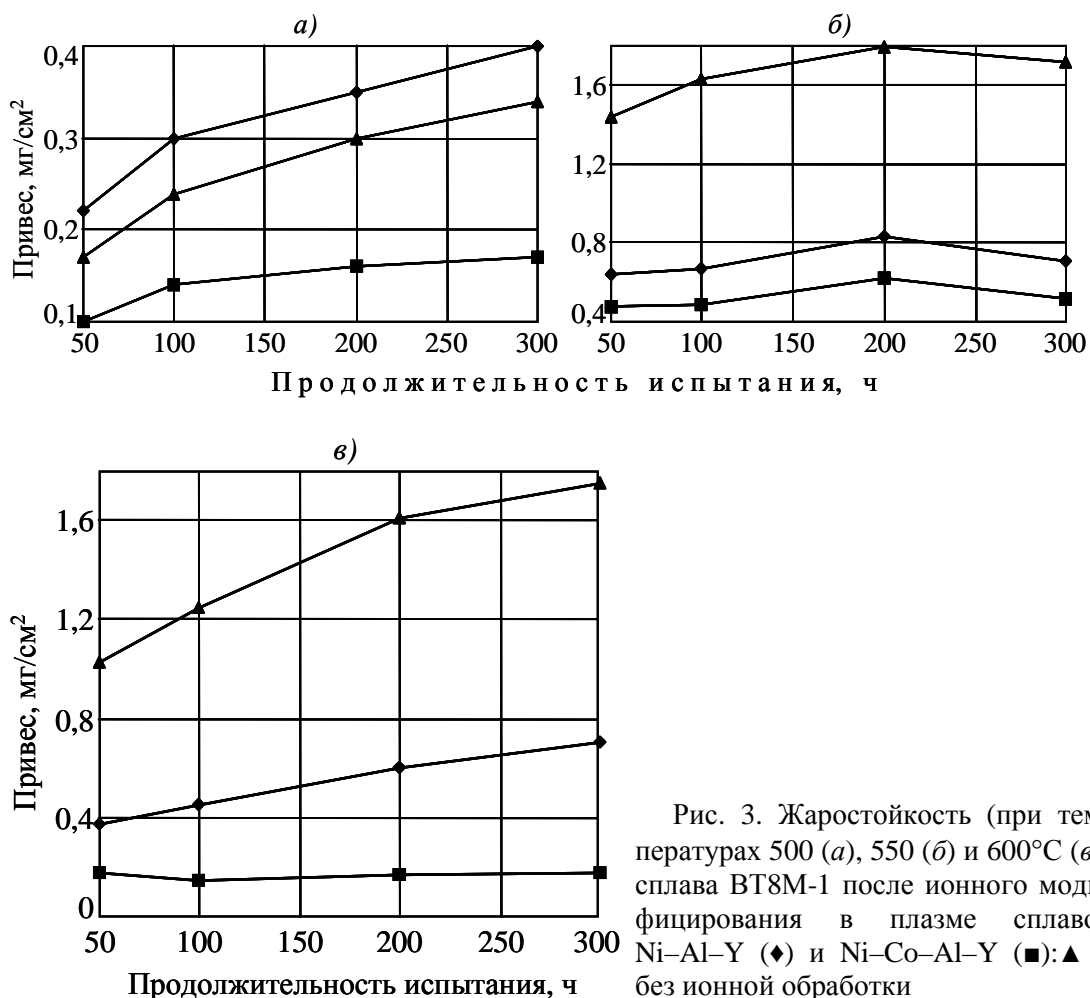 а)
б)
Привес, мг/см²
0,4
0,3
0,2
0,1
1,6
1,2
0,8
0,4
50 100 150 200 250 300
50 100 150 200 250 300
Продолжительность испытания, ч
в)
Привес, мг/см²
1,6
1,2
0,8
0,4
0
50 100 150 200 250 300
Продолжительность испытания, ч
Рис. 3. Жаростойкость (при тем
пературах 500 (а), 550 (б) и 600°С (в
сплава ВТ8М-1 после ионного моди
фицирования в плазме сплаво
Ni–Al–Y (♦) и Ni–Co–Al–Y (■):▲
без ионной обработки